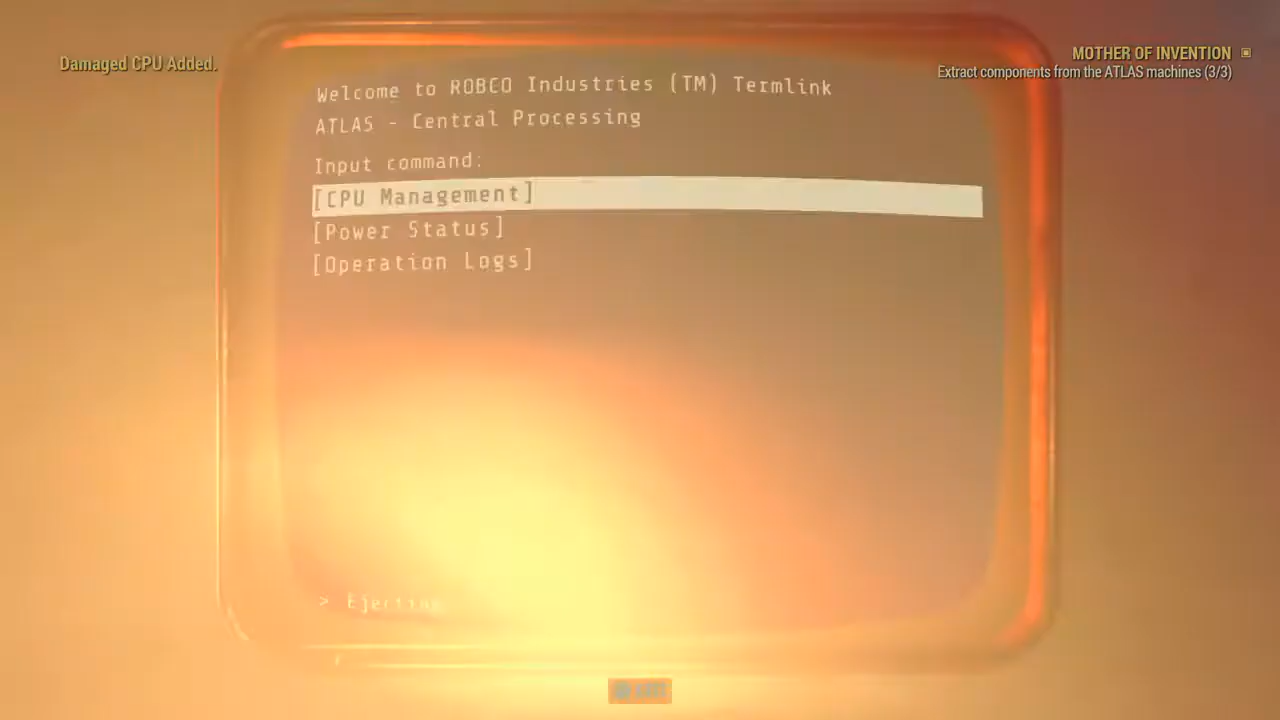 Damaged CPU Added.
MOTHER OF INVENTION
Extract components from the ATLAS machines (3/3)
Welcome to ROBCO Industries (TM) Termlink
ATLAS - Central Processing
Input command:
[CPU Management]
[Power Status]
[Operation Logs]
> Ejecting